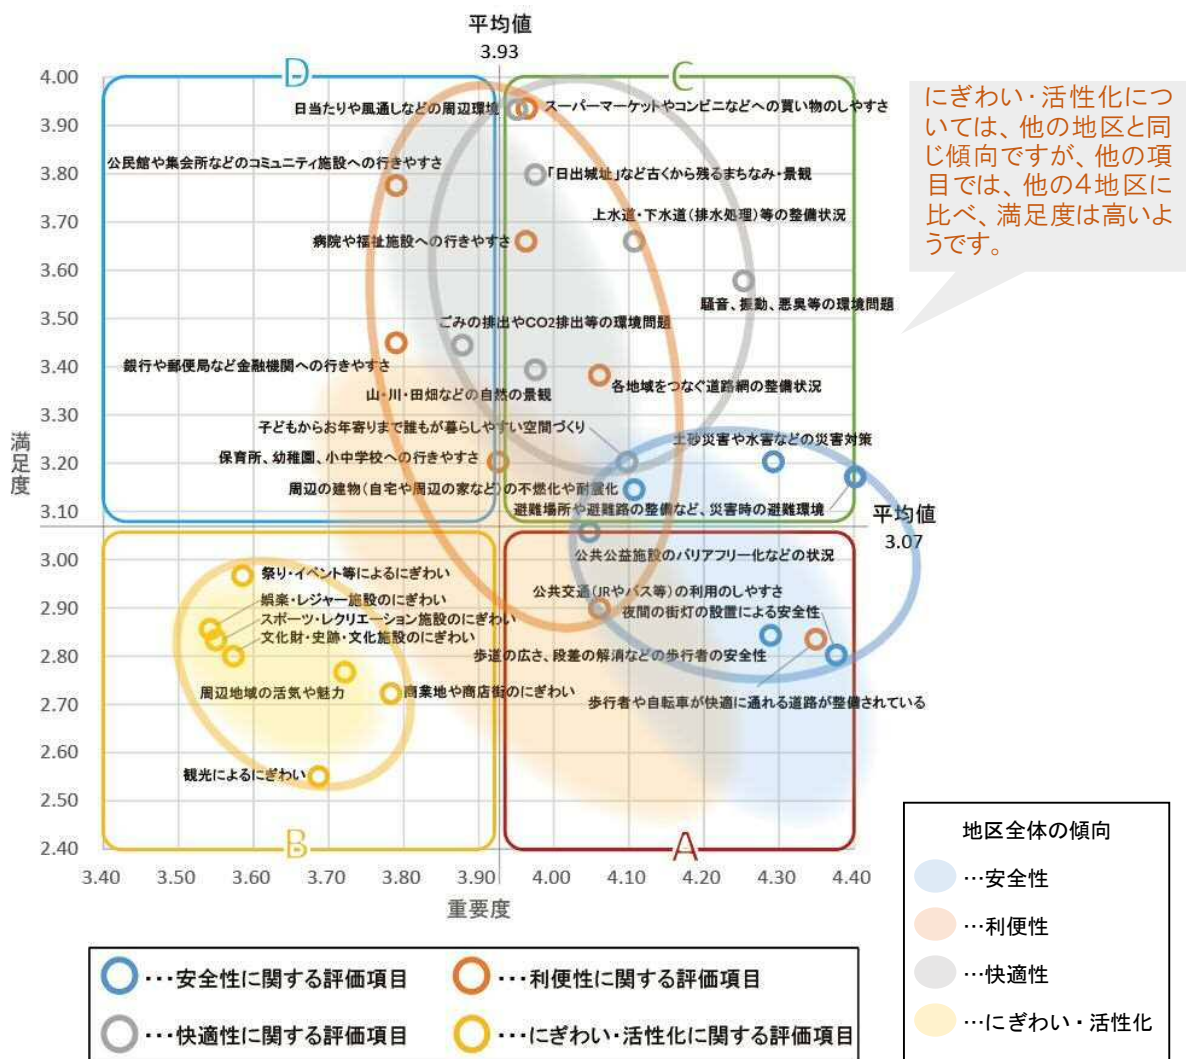 平均値
3.93
D
C
4.00
3.90
3.80
3.70
3.60
3.50
3.40
3.30
3.20
3.10
3.00
2.90
2.80
2.70
2.60
2.50
2.40
満足度
日当たりや風通しなどの周辺環境
スーパーマーケットやコンビニなどへの買い物のしやすさ
公民館や集会所などのコミュニティ施設への行きやすさ
「日出城址」など古くから残るまちなみ・景観
上水道・下水道(排水処理)等の整備状況
病院や福祉施設への行きやすさ
騒音、振動、悪臭等の環境問題
ごみの排出やCO2排出等の環境問題
銀行や郵便局など金融機関への行きやすさ
山・川・田畑などの自然の景観
各地域をつなぐ道路網の整備状況
子どもからお年寄りまで誰もが暮らしやすい空間づくり
土砂災害や水害などの災害対策
保育所、幼稚園、小中学校への行きやすさ
周辺の建物(自宅や周辺の家など)の不燃化や耐震化
避難場所や避難路の整備など、災害時の避難環境
平均値
3.07
公共公益施設のバリアフリー化などの状況
祭り・イベント等によるにぎわい
公共交通(JRやバス等)の利用のしやすさ
娯楽・レジャー施設のにぎわい
夜間の街灯の設置による安全性
スポーツ・レクリエーション施設のにぎわい
文化財・史跡・文化施設のにぎわい
歩道の広さ、段差の解消などの歩行者の安全性
周辺地域の活気や魅力
商業地や商店街のにぎわい
歩行者や自転車が快適に通れる道路が整備されている
観光によるにぎわい
B
A
3.40
3.50
3.60
3.70
3.80
3.90
4.00
4.10
4.20
4.30
4.40
重要度
にぎわい・活性化につ
いては、他の地区と同
じ傾向ですが、他の項
目では、他の4地区に
比べ、満足度は高いよ
うです。
地区全体の傾向
…安全性
…利便性
…快適性
…にぎわい・活性化
…安全性に関する評価項目
…利便性に関する評価項目
…快適性に関する評価項目
…にぎわい・活性化に関する評価項目